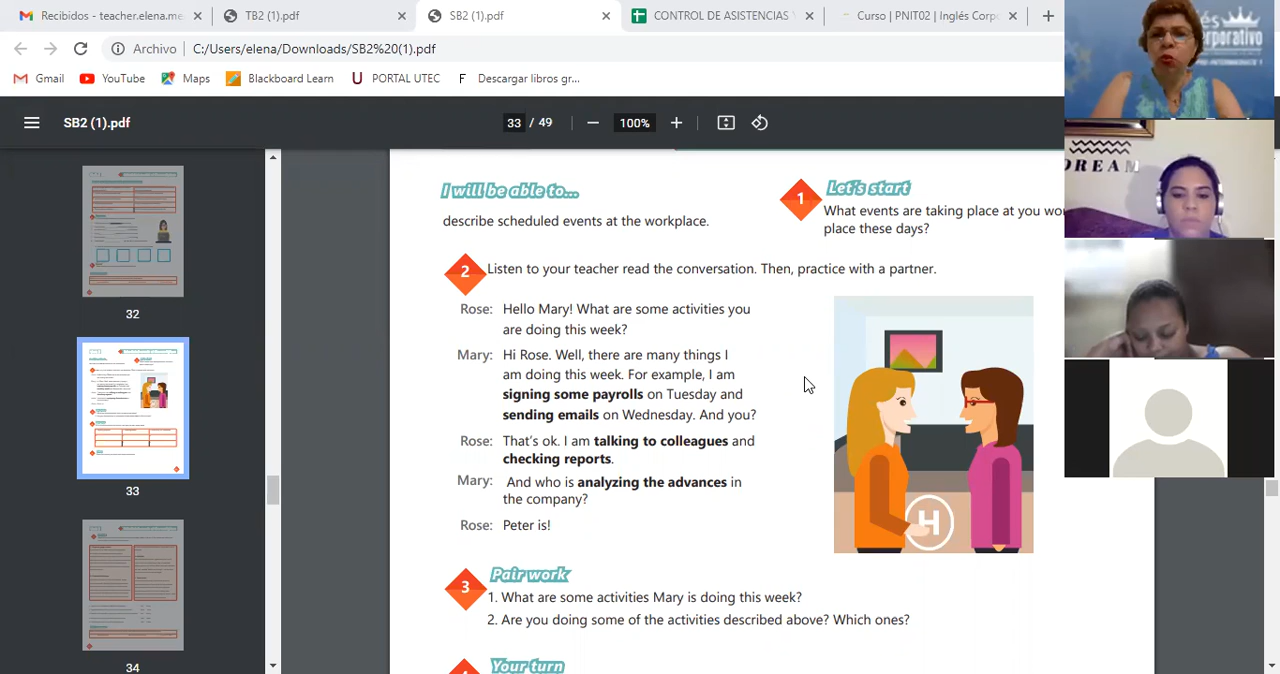 Recibidos - teacher.elena.me
TB2 (1).pdf
SB2 (1).pdf
CONTROL DE ASISTENCIAS
Curso | PNIT02 | Inglés Corpo
Archivo
C:/Users/elena/Downloads/SB2%20(1).pdf
Gmail
YouTube
Maps
Blackboard Learn
U PORTAL UTEC
F Descargar libros gr...
SB2 (1).pdf
33 / 49
100%
és
rporativo
DREAM
32
33
34
I will be able to...
describe scheduled events at the workplace.
1
Let's start
What events are taking place at you wo
place these days?
2
Listen to your teacher read the conversation. Then, practice with a partner.
Rose: Hello Mary! What are some activities you
are doing this week?
Mary: Hi Rose. Well, there are many things I
am doing this week. For example, I am
signing some payrolls on Tuesday and
sending emails on Wednesday. And you?
Rose: That's ok. I am talking to colleagues and
checking reports.
Mary: And who is analyzing the advances in
the company?
Rose: Peter is!
H
3
Pair work
1. What are some activities Mary is doing this week?
2. Are you doing some of the activities described above? Which ones?
Your turn